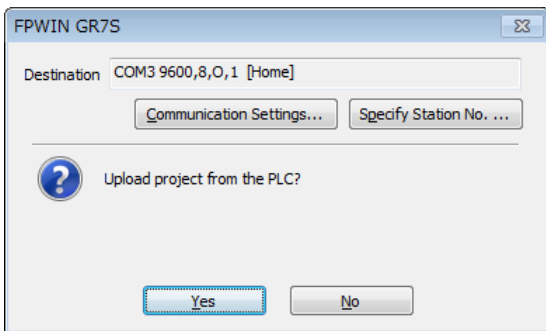 FPWIN GR7S
Destination COM3 9600,8,O,1 [Home]
Communication Settings... Specify Station No. ...
Upload project from the PLC?
Yes No